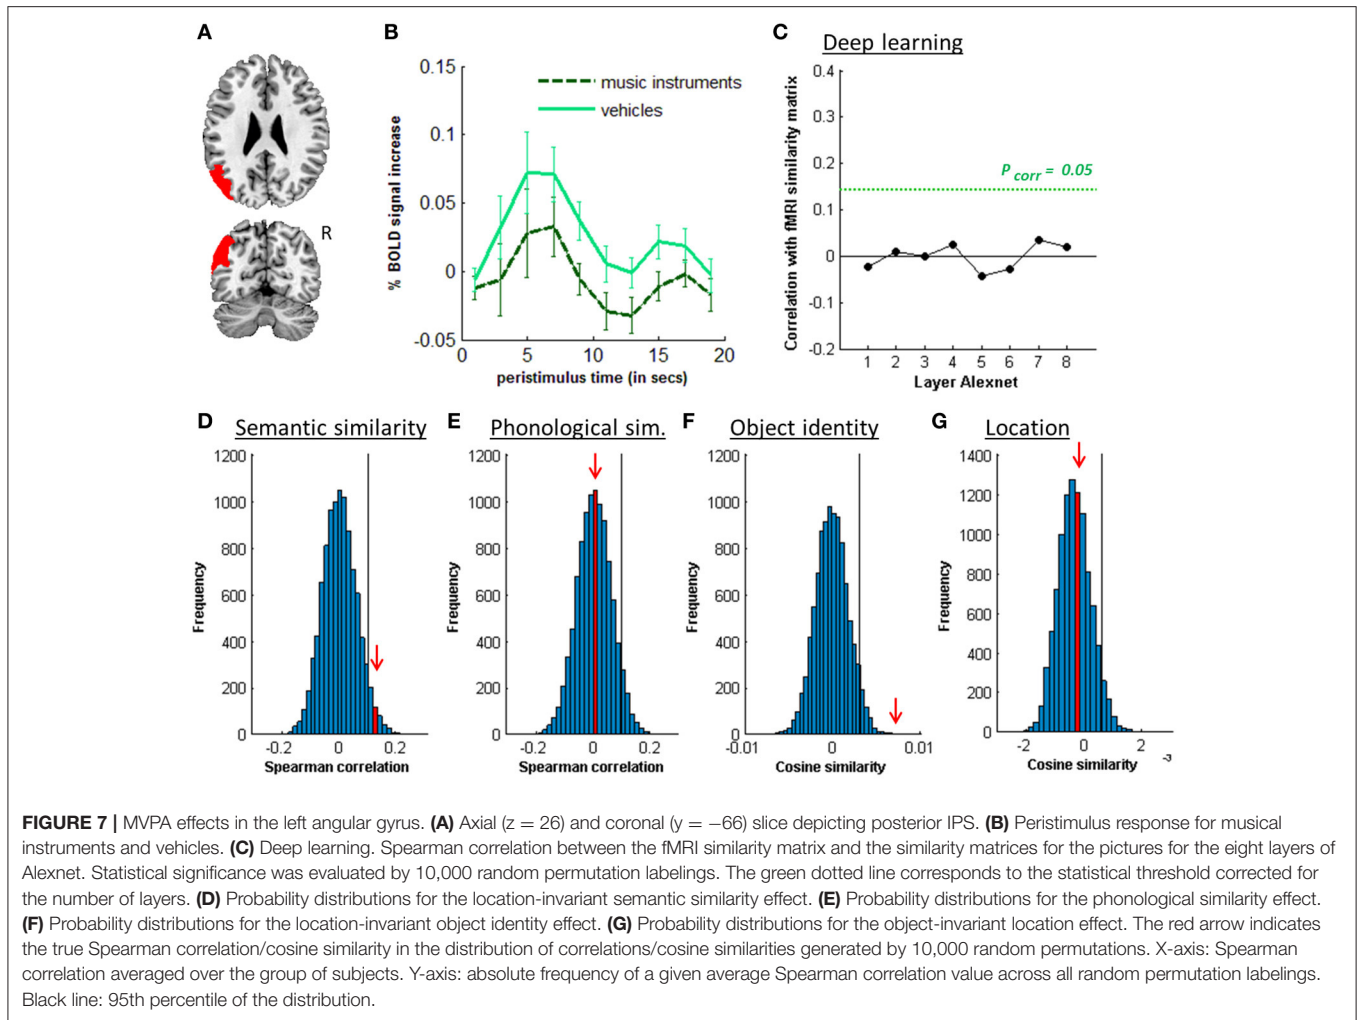 A
R
B
0.15
0.1
0.05
0
-0.05
% BOLD signal increase
music instruments
vehicles
0 5 10 15 20
peristimulus time (in secs)
C
Deep learning
0.4
0.3
0.2
0.1
0
-0.1
-0.2
Correlation with fMRI similarity matrix
P corr = 0.05
1 2 3 4 5 6 7 8
Layer Alexnet
D
Semantic similarity
1200
1000
800
600
400
200
0
Frequency
-0.2 0 0.2
Spearman correlation
E
Phonological sim.
1200
1000
800
600
400
200
0
Frequency
-0.2 0 0.2
Spearman correlation
F
Object identity
1200
1000
800
600
400
200
0
Frequency
-0.01 0 0.01
Cosine similarity
G
Location
1400
1200
1000
800
600
400
200
0
Frequency
-2 0 2
Cosine similarity -3
FIGURE 7 | MVPA effects in the left angular gyrus. (A) Axial (z = 26) and coronal (y = −66) slice depicting posterior IPS. (B) Peristimulus response for musical
instruments and vehicles. (C) Deep learning. Spearman correlation between the fMRI similarity matrix and the similarity matrices for the pictures for the eight layers of
Alexnet. Statistical significance was evaluated by 10,000 random permutation labelings. The green dotted line corresponds to the statistical threshold corrected for
the number of layers. (D) Probability distributions for the location-invariant semantic similarity effect. (E) Probability distributions for the phonological similarity effect.
(F) Probability distributions for the location-invariant object identity effect. (G) Probability distributions for the object-invariant location effect. The red arrow indicates
the true Spearman correlation/cosine similarity in the distribution of correlations/cosine similarities generated by 10,000 random permutations. X-axis: Spearman
correlation averaged over the group of subjects. Y-axis: absolute frequency of a given average Spearman correlation value across all random permutation labelings.
Black line: 95th percentile of the distribution.